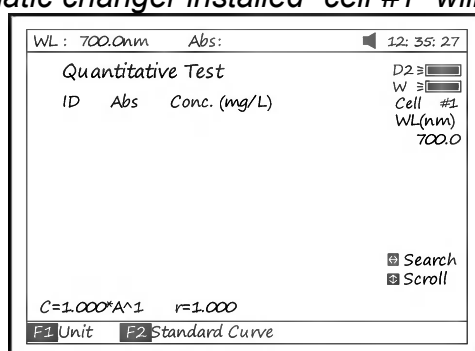 matic changer installed "cell #1" will
WL: 700.0nm Abs: 12:35:27
Quantitative Test
D2
ID Abs Conc. (mg/L)
W
Cell #1
WL(nm)
700.0
Search
Scroll
C=1.000*A^1 r=1.000
F1 Unit F2 Standard Curve